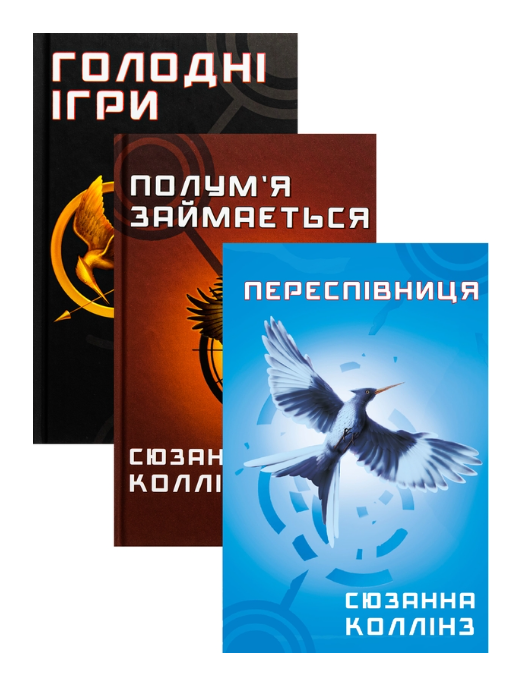 ГОЛОДНІ
ІГРИ
ПОЛУМ'Я
ЗАЙМАЄТЬСЯ
ПЕРЕСПІВНИЦЯ
СЮЗАННА
КОЛЛІНЗ